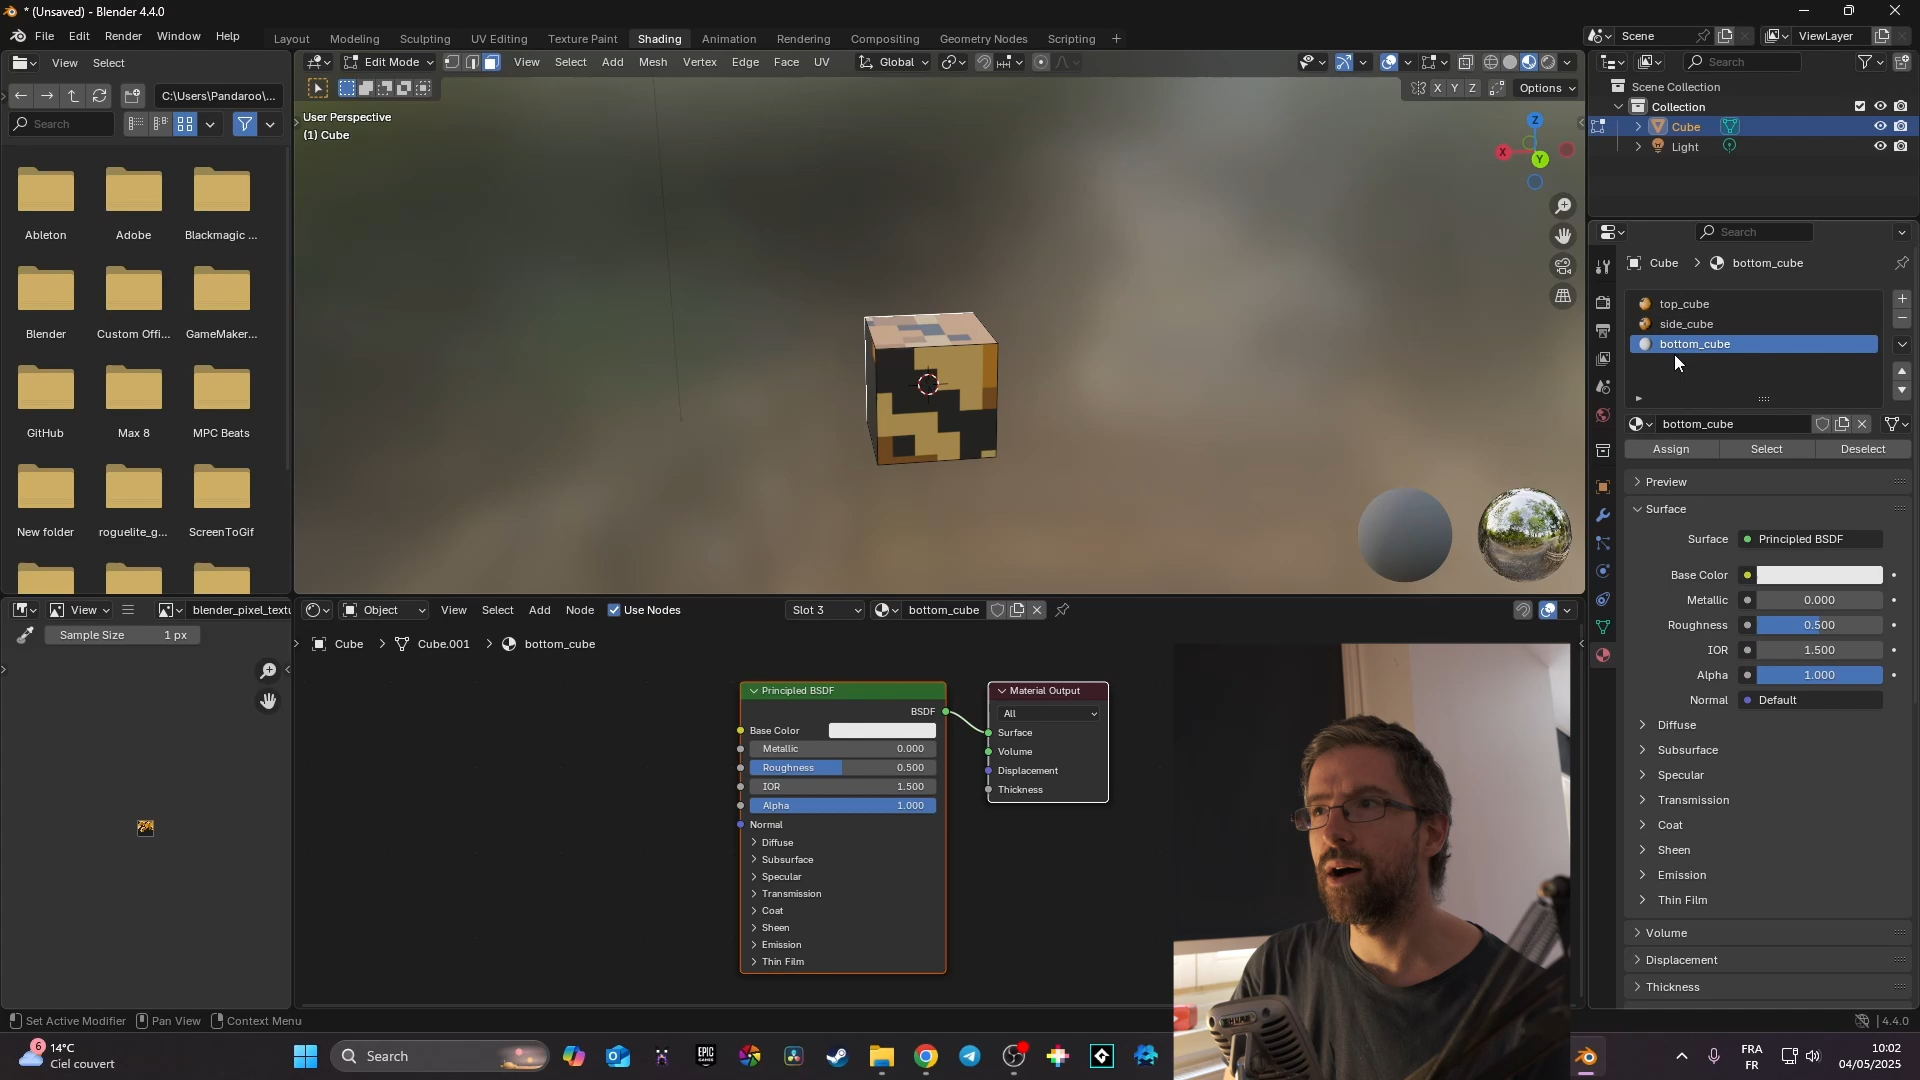 * (Unsaved) - Blender 4.4.0
File Edit Render Window Help
Layout Modeling Sculpting UV Editing Texture Paint Shading Animation Rendering Compositing Geometry Nodes Scripting +
Scene
ViewLayer
View Select
Edit Mode
View Select Add Mesh Vertex Edge Face UV
Global
Search
C:\Users\Pandaroo\...
X Y Z
Options
Search
User Perspective
(1) Cube
Scene Collection
Collection
Cube
Light
Z
X
Y
Ableton
Adobe
Blackmagic ...
Blender
Custom Offi...
GameMaker...
GitHub
Max 8
MPC Beats
New folder
roguelite_g...
ScreenToGif
Search
Cube > bottom_cube
top_cube
side_cube
bottom_cube
bottom_cube
Assign Select Deselect
Preview
Surface
Surface Principled BSDF
Base Color
Metallic 0.000
Roughness 0.500
IOR 1.500
Alpha 1.000
Normal Default
Diffuse
Subsurface
Specular
Transmission
Coat
Sheen
Emission
Thin Film
Volume
Displacement
Thickness
View
blender_pixel_textu
Sample Size 1 px
Object
View Select Add Node Use Nodes
Slot 3
bottom_cube
Cube > Cube.001 > bottom_cube
Principled BSDF
BSDF
Base Color
Metallic 0.000
Roughness 0.500
IOR 1.500
Alpha 1.000
Normal
Diffuse
Subsurface
Specular
Transmission
Coat
Sheen
Emission
Thin Film
Material Output
All
Surface
Volume
Displacement
Thickness
SHURE
Set Active Modifier Pan View Context Menu
4.4.0
6
14°C
Ciel couvert
Search
EPIC GAMES
FRA
FR
10:02
04/05/2025